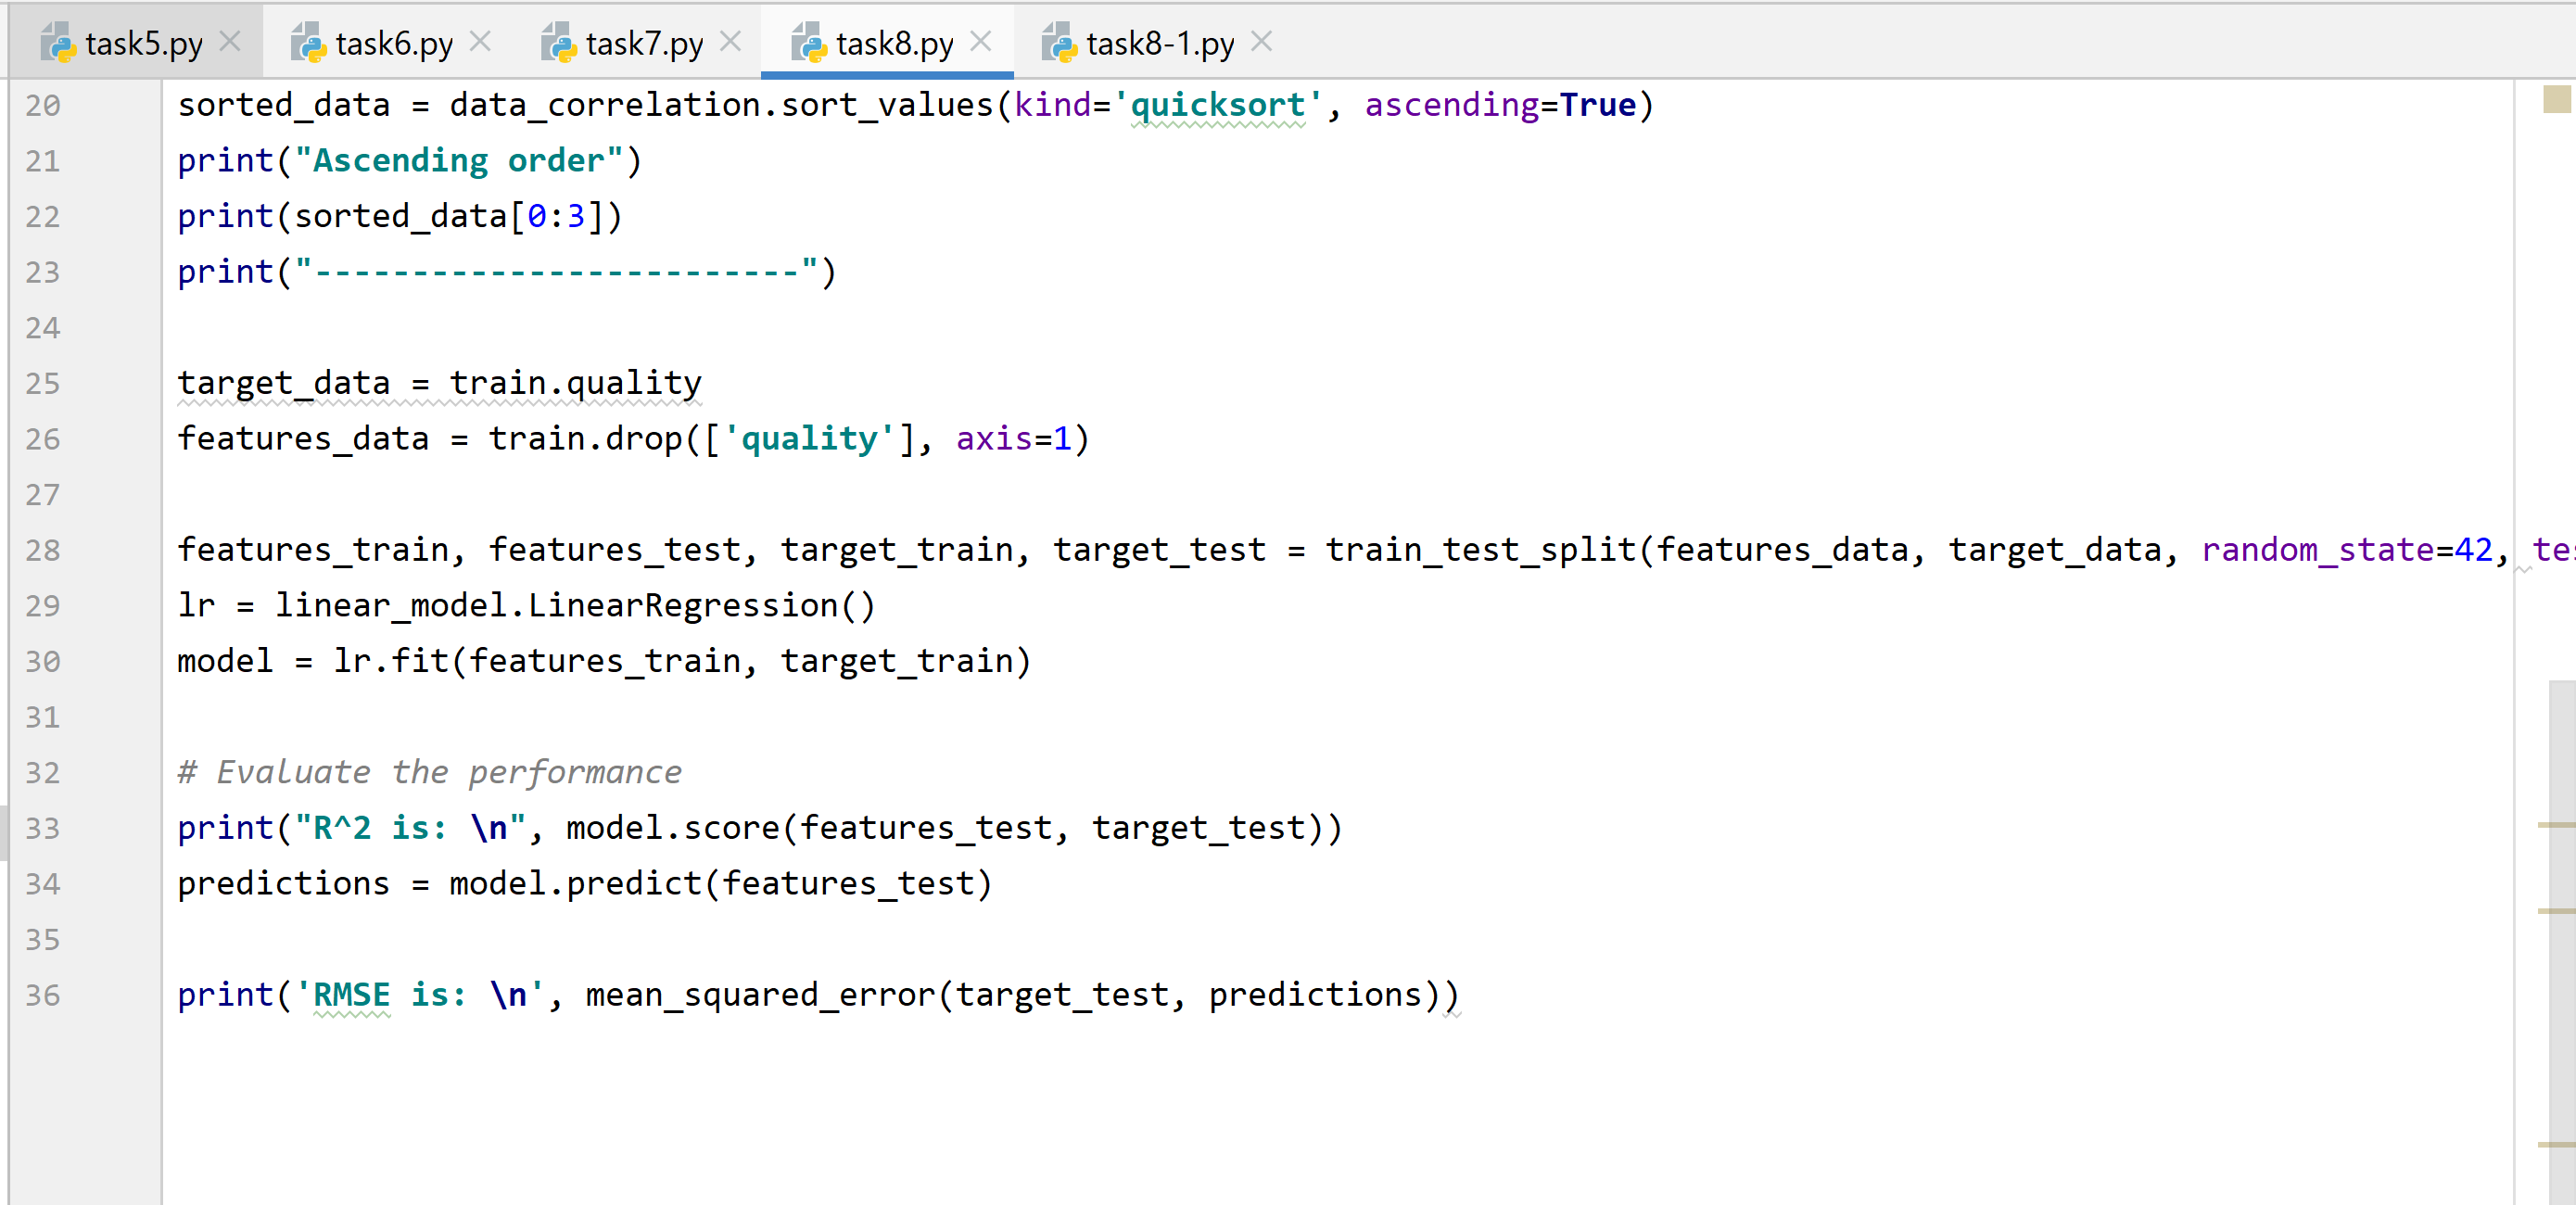 task5.py task6.py task7.py task8.py task8-1.py
20 sorted_data = data_correlation.sort_values(kind='quicksort', ascending=True)
21 print("Ascending order")
22 print(sorted_data[0:3])
23 print("-------------------------")
24
25 target_data = train.quality
26 features_data = train.drop(['quality'], axis=1)
27
28 features_train, features_test, target_train, target_test = train_test_split(features_data, target_data, random_state=42,
29 lr = linear_model.LinearRegression()
30 model = lr.fit(features_train, target_train)
31
32 # Evaluate the performance
33 print("R^2 is: \n", model.score(features_test, target_test))
34 predictions = model.predict(features_test)
35
36 print('RMSE is: \n', mean_squared_error(target_test, predictions))